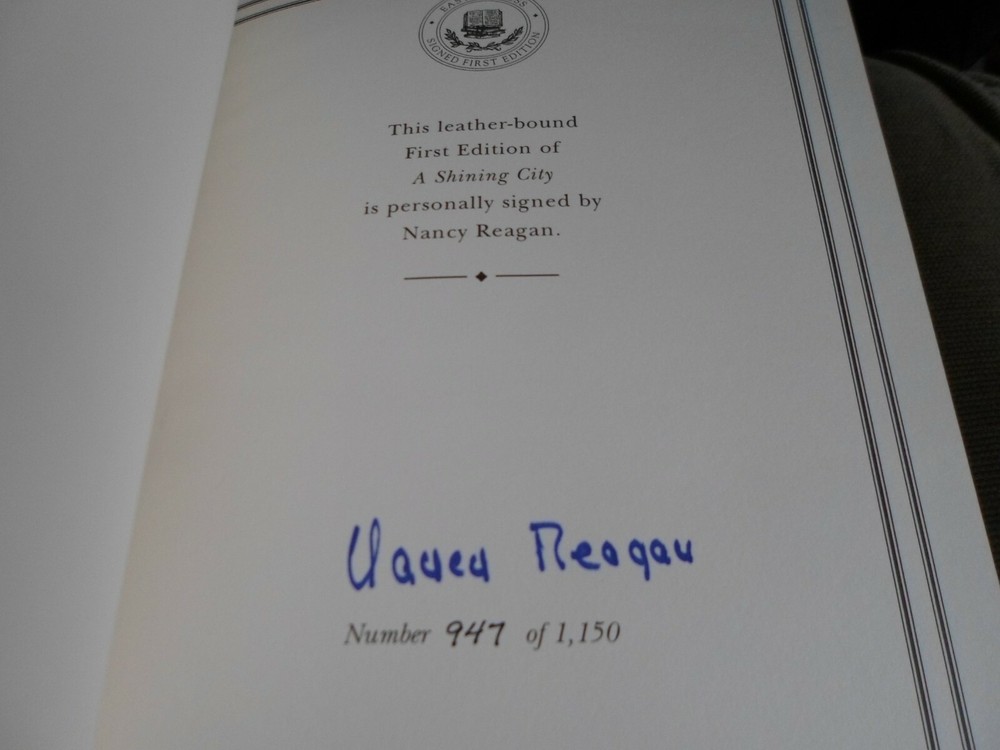 SIGNED FIRST EDITION
This leather-bound
First Edition of
A Shining City
is personally signed by
Nancy Reagan.
Nancy Reagan
Number 947 of 1,150